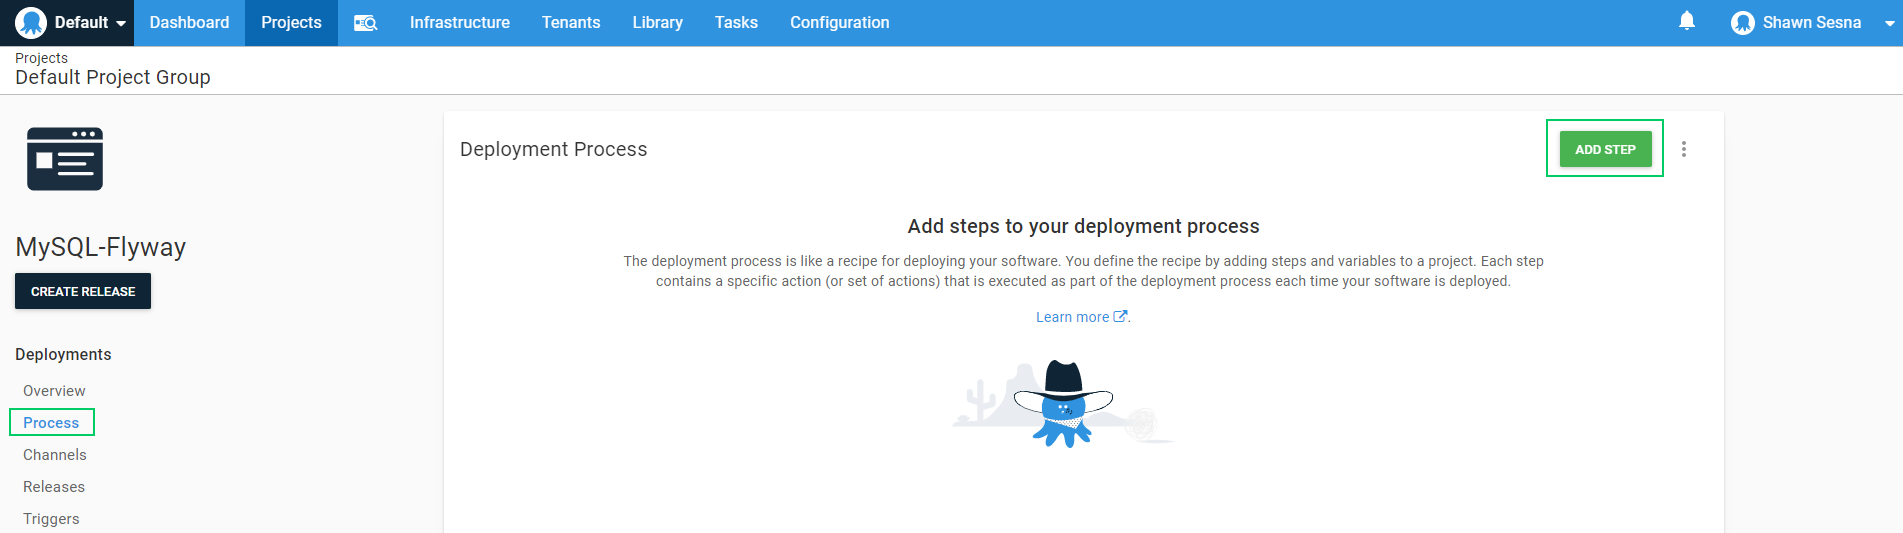 Default Dashboard Projects Infrastructure Tenants Library Tasks Configuration Shawn Sesna
Projects
Default Project Group
MySQL-Flyway
CREATE RELEASE
Deployments
Overview
Process
Channels
Releases
Triggers
Deployment Process
ADD STEP
Add steps to your deployment process
The deployment process is like a recipe for deploying your software. You define the recipe by adding steps and variables to a project. Each step
contains a specific action (or set of actions) that is executed as part of the deployment process each time your software is deployed.
Learn more.